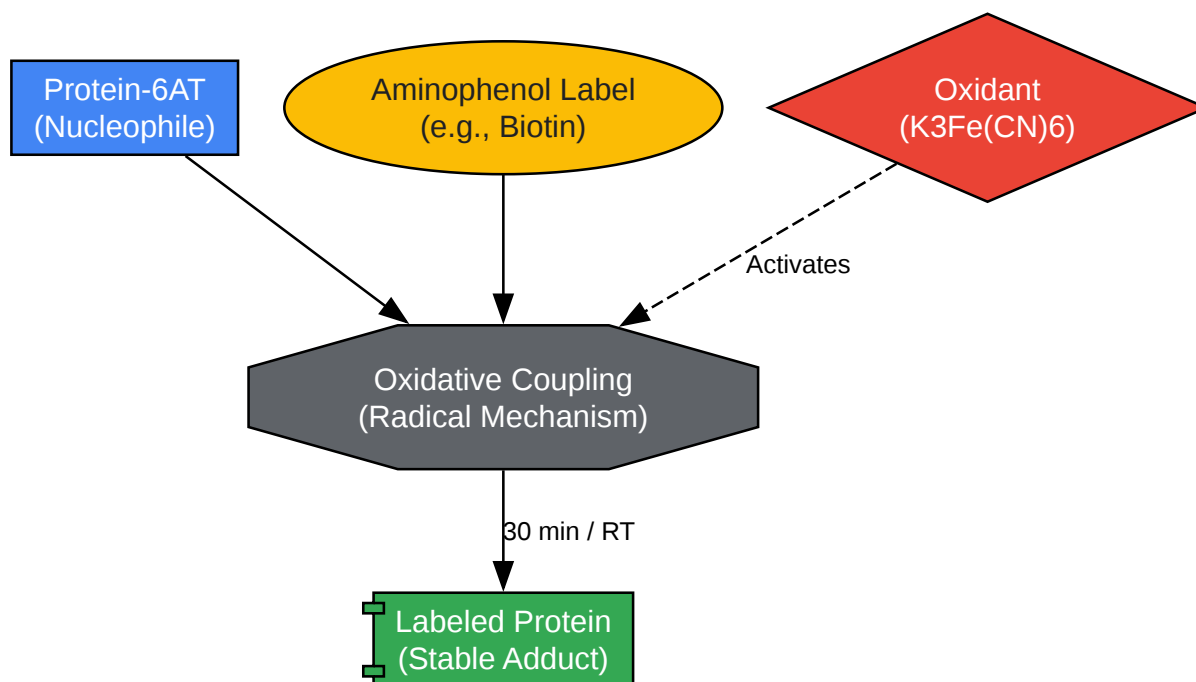 Protein-6AT
(Nucleophile)
Aminophenol Label
(e.g., Biotin)
Oxidant
(K3Fe(CN)6)
Activates
Oxidative Coupling
(Radical Mechanism)
30 min / RT
Labeled Protein
(Stable Adduct)